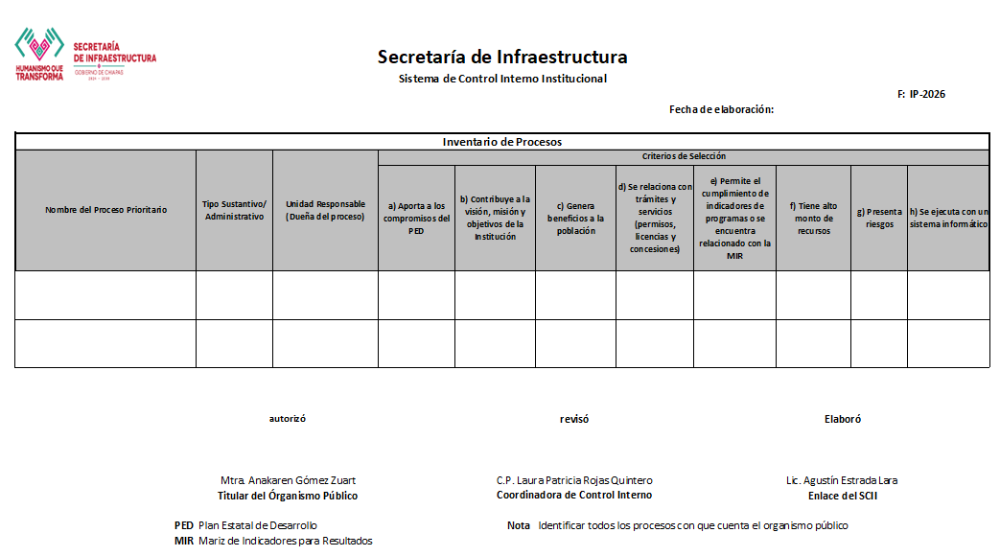 HUMANISMO QUE
TRANSFORMA
SECRETARÍA
DE INFRAESTRUCTURA
GOBIERNO DE CHIAPAS
2024 - 2030
Secretaría de Infraestructura
Sistema de Control Interno Institucional
F: IP-2026
Fecha de elaboración:
Inventario de Procesos
Criterios de Selección
Nombre del Proceso Prioritario
Tipo Sustantivo/
Administrativo
Unidad Responsable
(Dueña del proceso)
a) Aporta a los
compromisos del
PED
b) Contribuye a la
visión, misión y
objetivos de la
Institución
c) Genera
beneficios a la
población
d) Se relaciona con
trámites y
servicios
(permisos,
licencias y
concesiones)
e) Permite el
cumplimiento de
indicadores de
programas o se
encuentra
relacionado con la
MIR
f) Tiene alto
monto de
recursos
g) Presenta
riesgos
h) Se ejecuta con un
sistema informático
autorizó
revisó
Elaboró
Mtra. Anakaren Gómez Zuart
C.P. Laura Patricia Rojas Quintero
Lic. Agustín Estrada Lara
Titular del Órganismo Público
Coordinadora de Control Interno
Enlace del SCII
PED Plan Estatal de Desarrollo
Nota Identificar todos los procesos con que cuenta el organismo público
MIR Mariz de Indicadores para Resultados